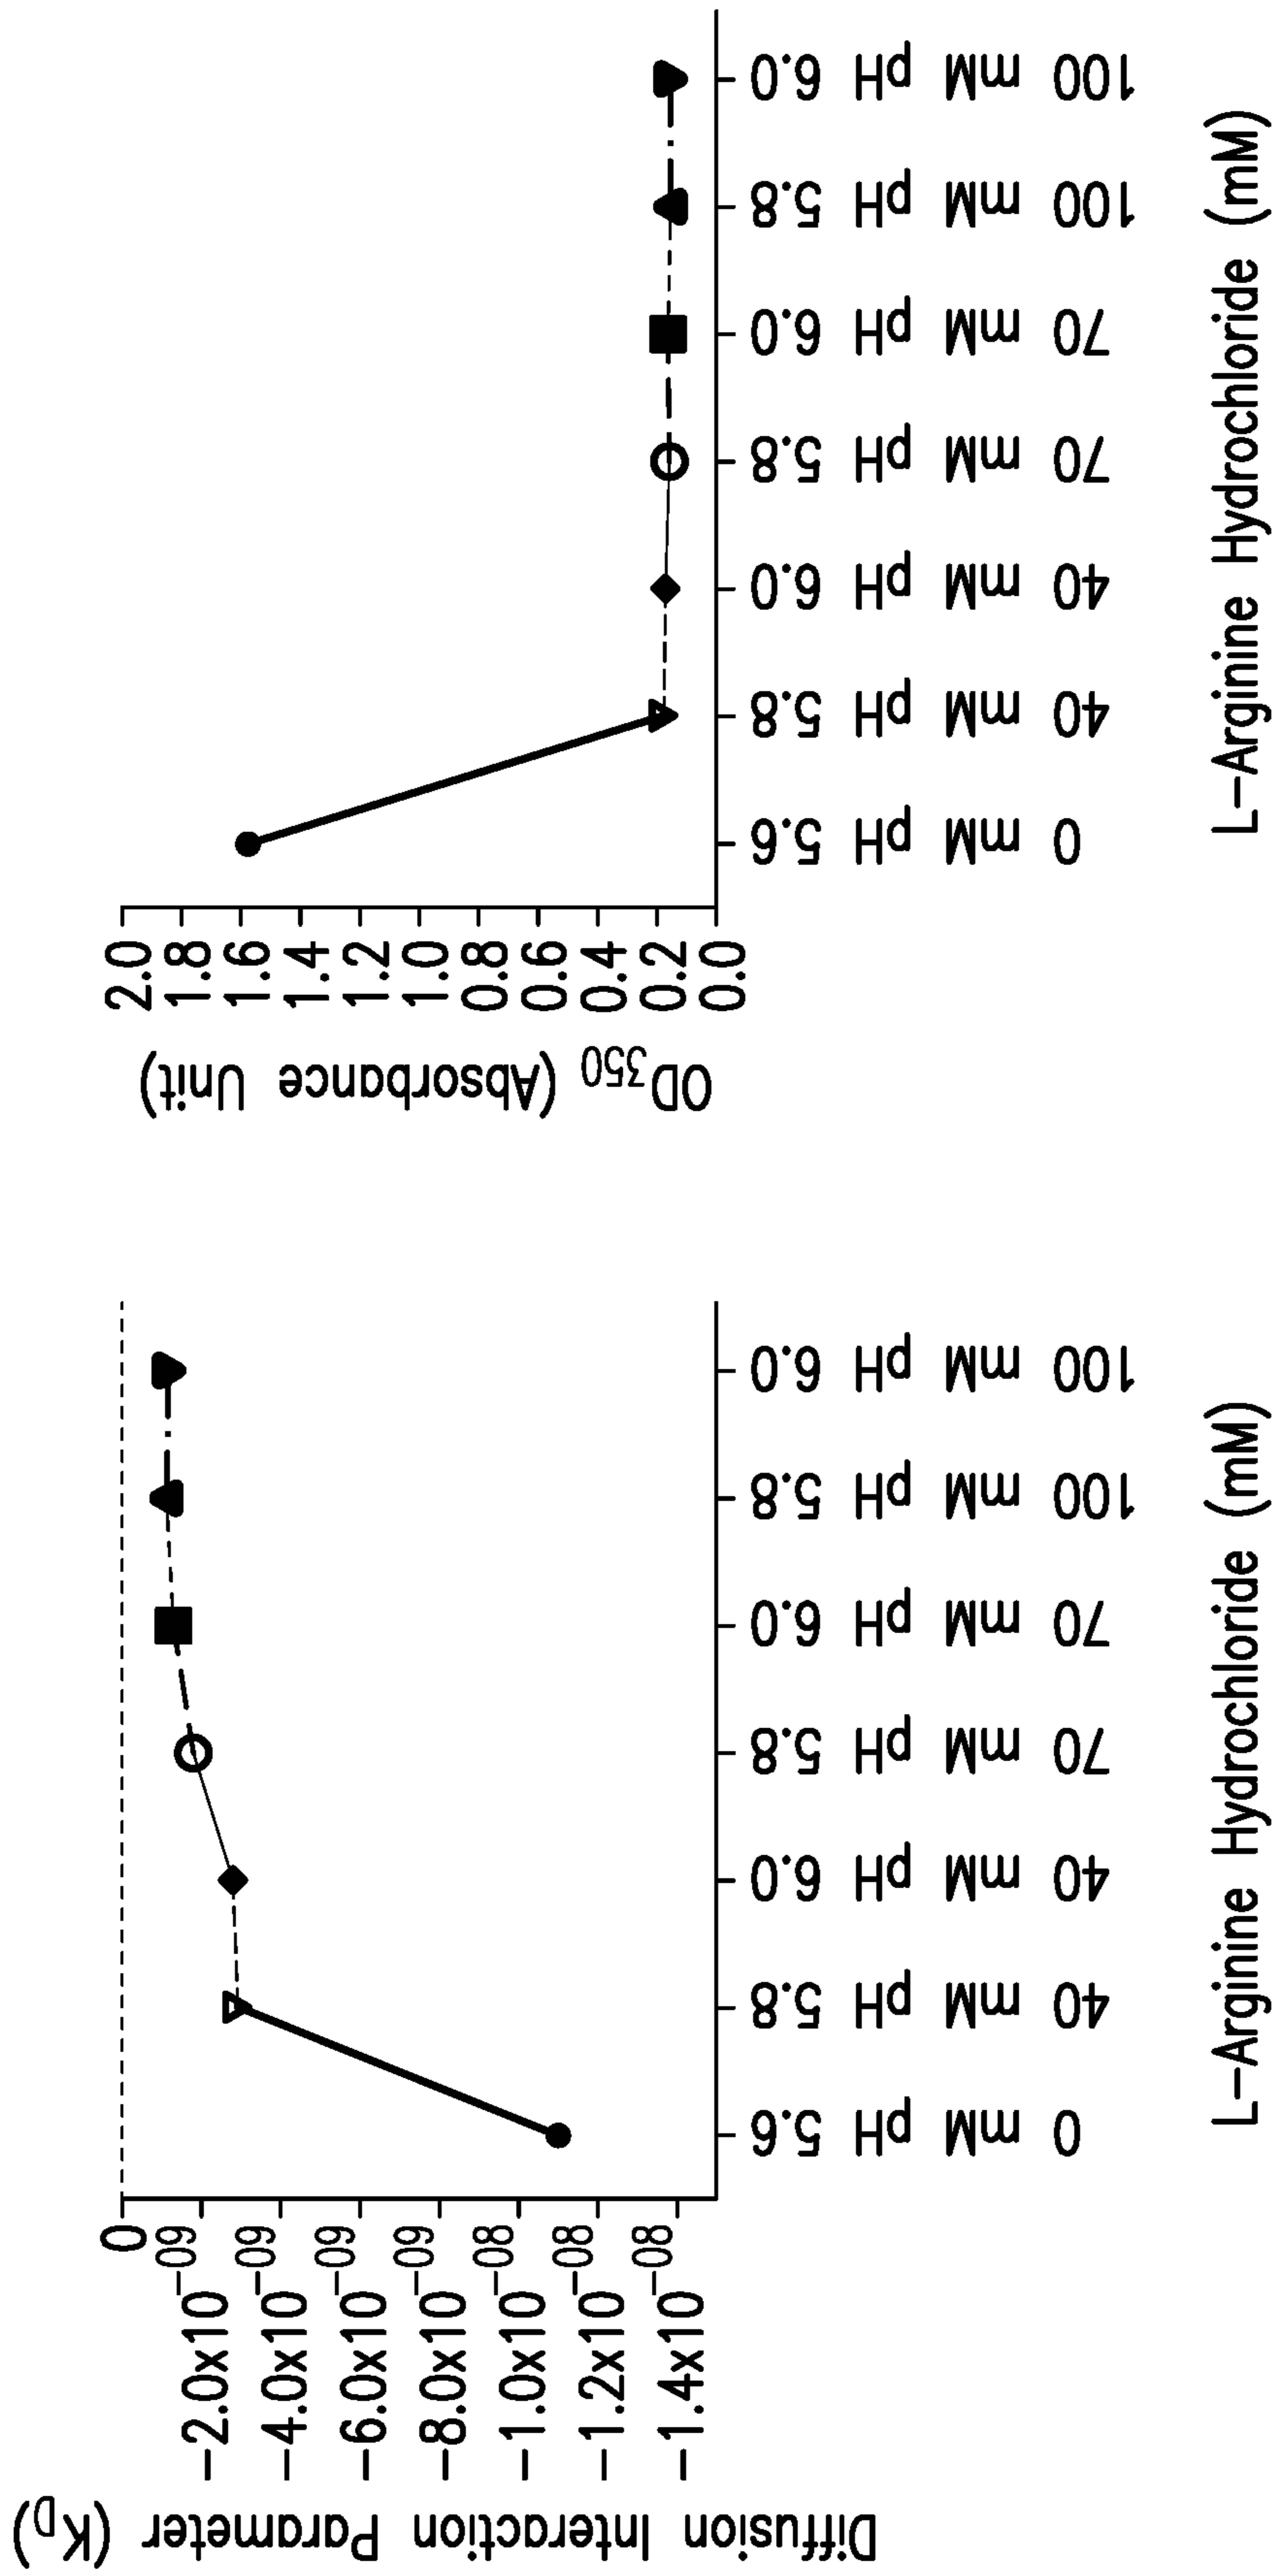 Diffusion Interaction Parameter (KD)
0
-2.0x10-09
-4.0x10-09
-6.0x10-09
-8.0x10-09
-1.0x10-08
-1.2x10-08
-1.4x10-08
0 mM pH 5.6
40 mM pH 5.8
40 mM pH 6.0
70 mM pH 5.8
70 mM pH 6.0
100 mM pH 5.8
100 mM pH 6.0
L-Arginine Hydrochloride (mM)
OD350 (Absorbance Unit)
2.0
1.8
1.6
1.4
1.2
1.0
0.8
0.6
0.4
0.2
0.0
0 mM pH 5.6
40 mM pH 5.8
40 mM pH 6.0
70 mM pH 5.8
70 mM pH 6.0
100 mM pH 5.8
100 mM pH 6.0
L-Arginine Hydrochloride (mM)